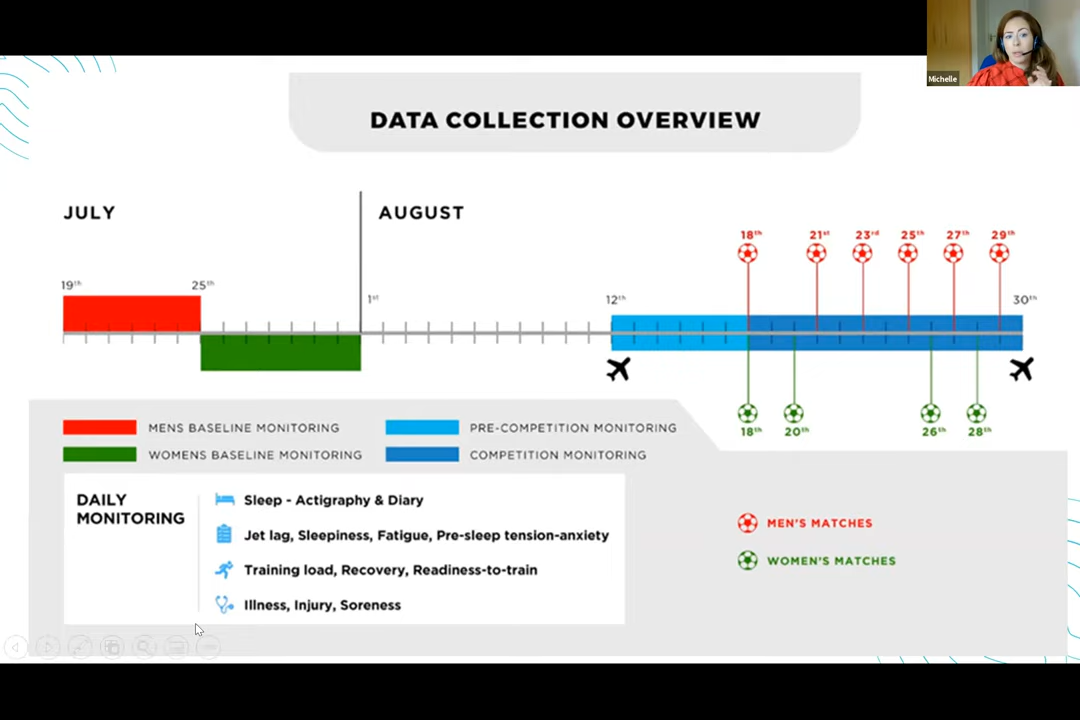 Michelle
DATA COLLECTION OVERVIEW
JULY
AUGUST
18th 21st 23rd 25th 27th 29th
19th 25th
1st
12th
30th
18th 20th 26th 28th
MENS BASELINE MONITORING
PRE-COMPETITION MONITORING
WOMENS BASELINE MONITORING
COMPETITION MONITORING
DAILY
MONITORING
Sleep - Actigraphy & Diary
Jet lag, Sleepiness, Fatigue, Pre-sleep tension-anxiety
Training load, Recovery, Readiness-to-train
Illness, Injury, Soreness
MEN'S MATCHES
WOMEN'S MATCHES